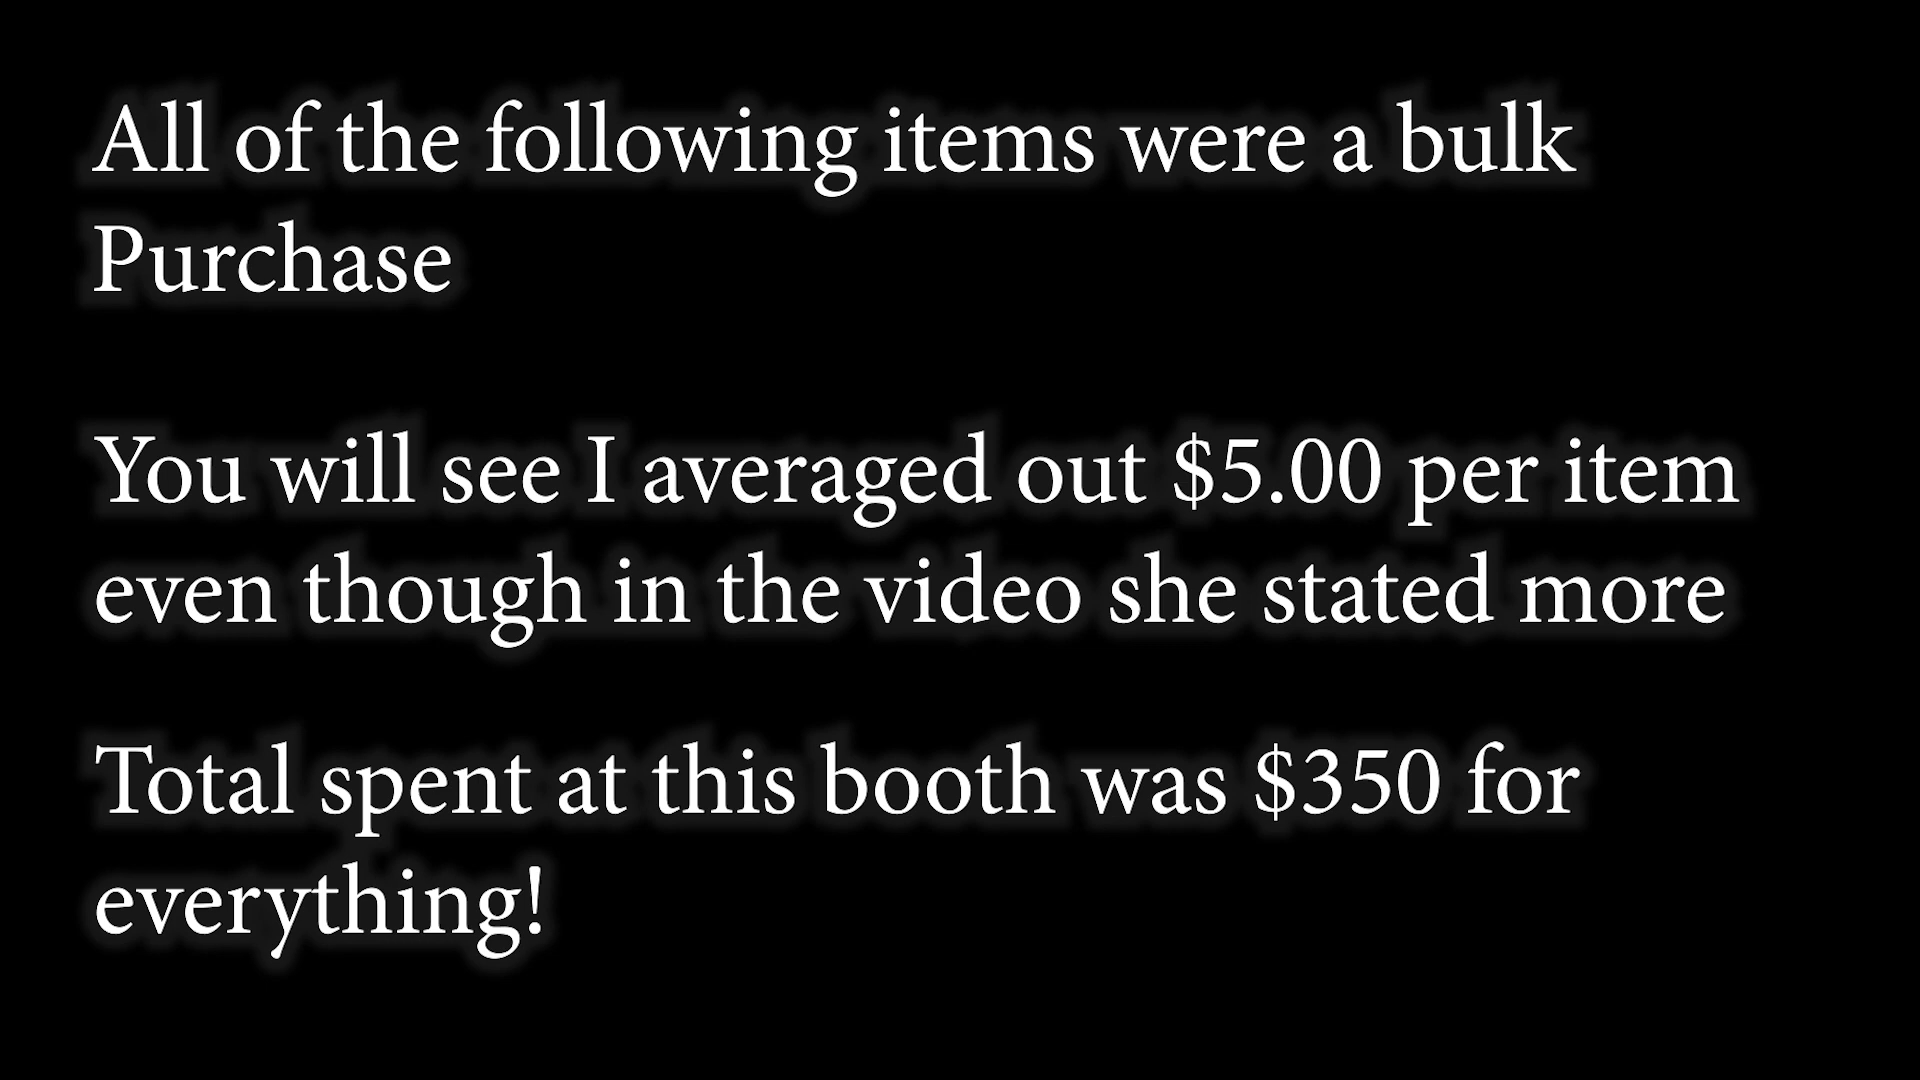 All of the following items were a bulk
Purchase
You will see I averaged out $5.00 per item
even though in the video she stated more
Total spent at this booth was $350 for
everything!